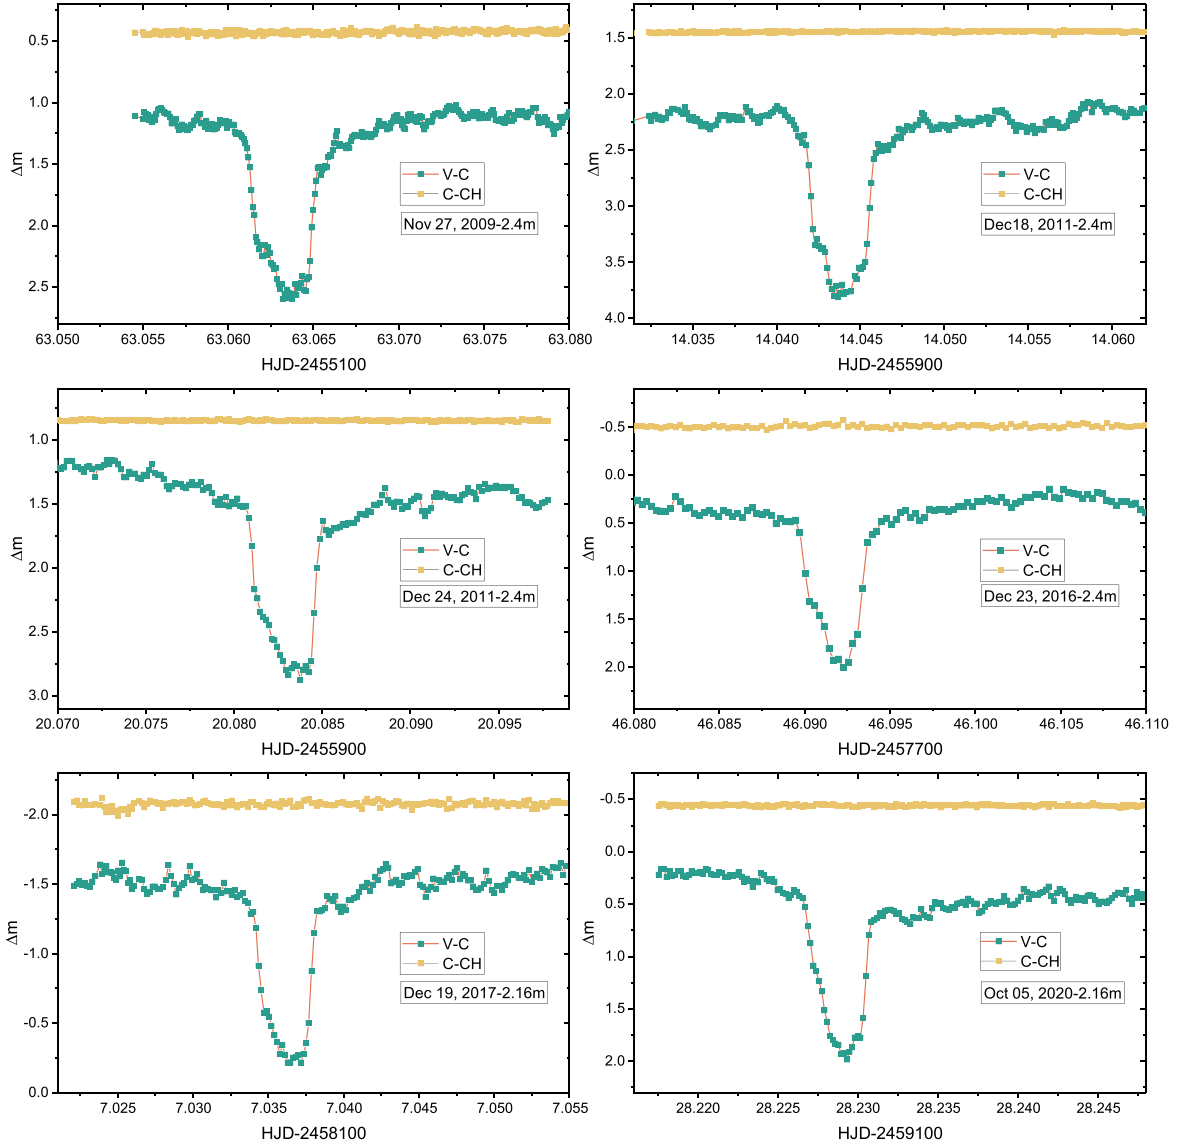 0.5
1.0
1.5
2.0
2.5
Δm
V-C
C-CH
Nov 27, 2009-2.4m
63.050 63.055 63.060 63.065 63.070 63.075 63.080
HJD-2455100
1.5
2.0
2.5
3.0
3.5
4.0
Δm
V-C
C-CH
Dec18, 2011-2.4m
14.035 14.040 14.045 14.050 14.055 14.060
HJD-2455900
1.0
1.5
2.0
2.5
3.0
Δm
V-C
C-CH
Dec 24, 2011-2.4m
20.070 20.075 20.080 20.085 20.090 20.095
HJD-2455900
-0.5
0.0
0.5
1.0
1.5
2.0
Δm
V-C
C-CH
Dec 23, 2016-2.4m
46.080 46.085 46.090 46.095 46.100 46.105 46.110
HJD-2457700
-2.0
-1.5
-1.0
-0.5
0.0
Δm
V-C
C-CH
Dec 19, 2017-2.16m
7.025 7.030 7.035 7.040 7.045 7.050 7.055
HJD-2458100
-0.5
0.0
0.5
1.0
1.5
2.0
Δm
V-C
C-CH
Oct 05, 2020-2.16m
28.220 28.225 28.230 28.235 28.240 28.245
HJD-2459100